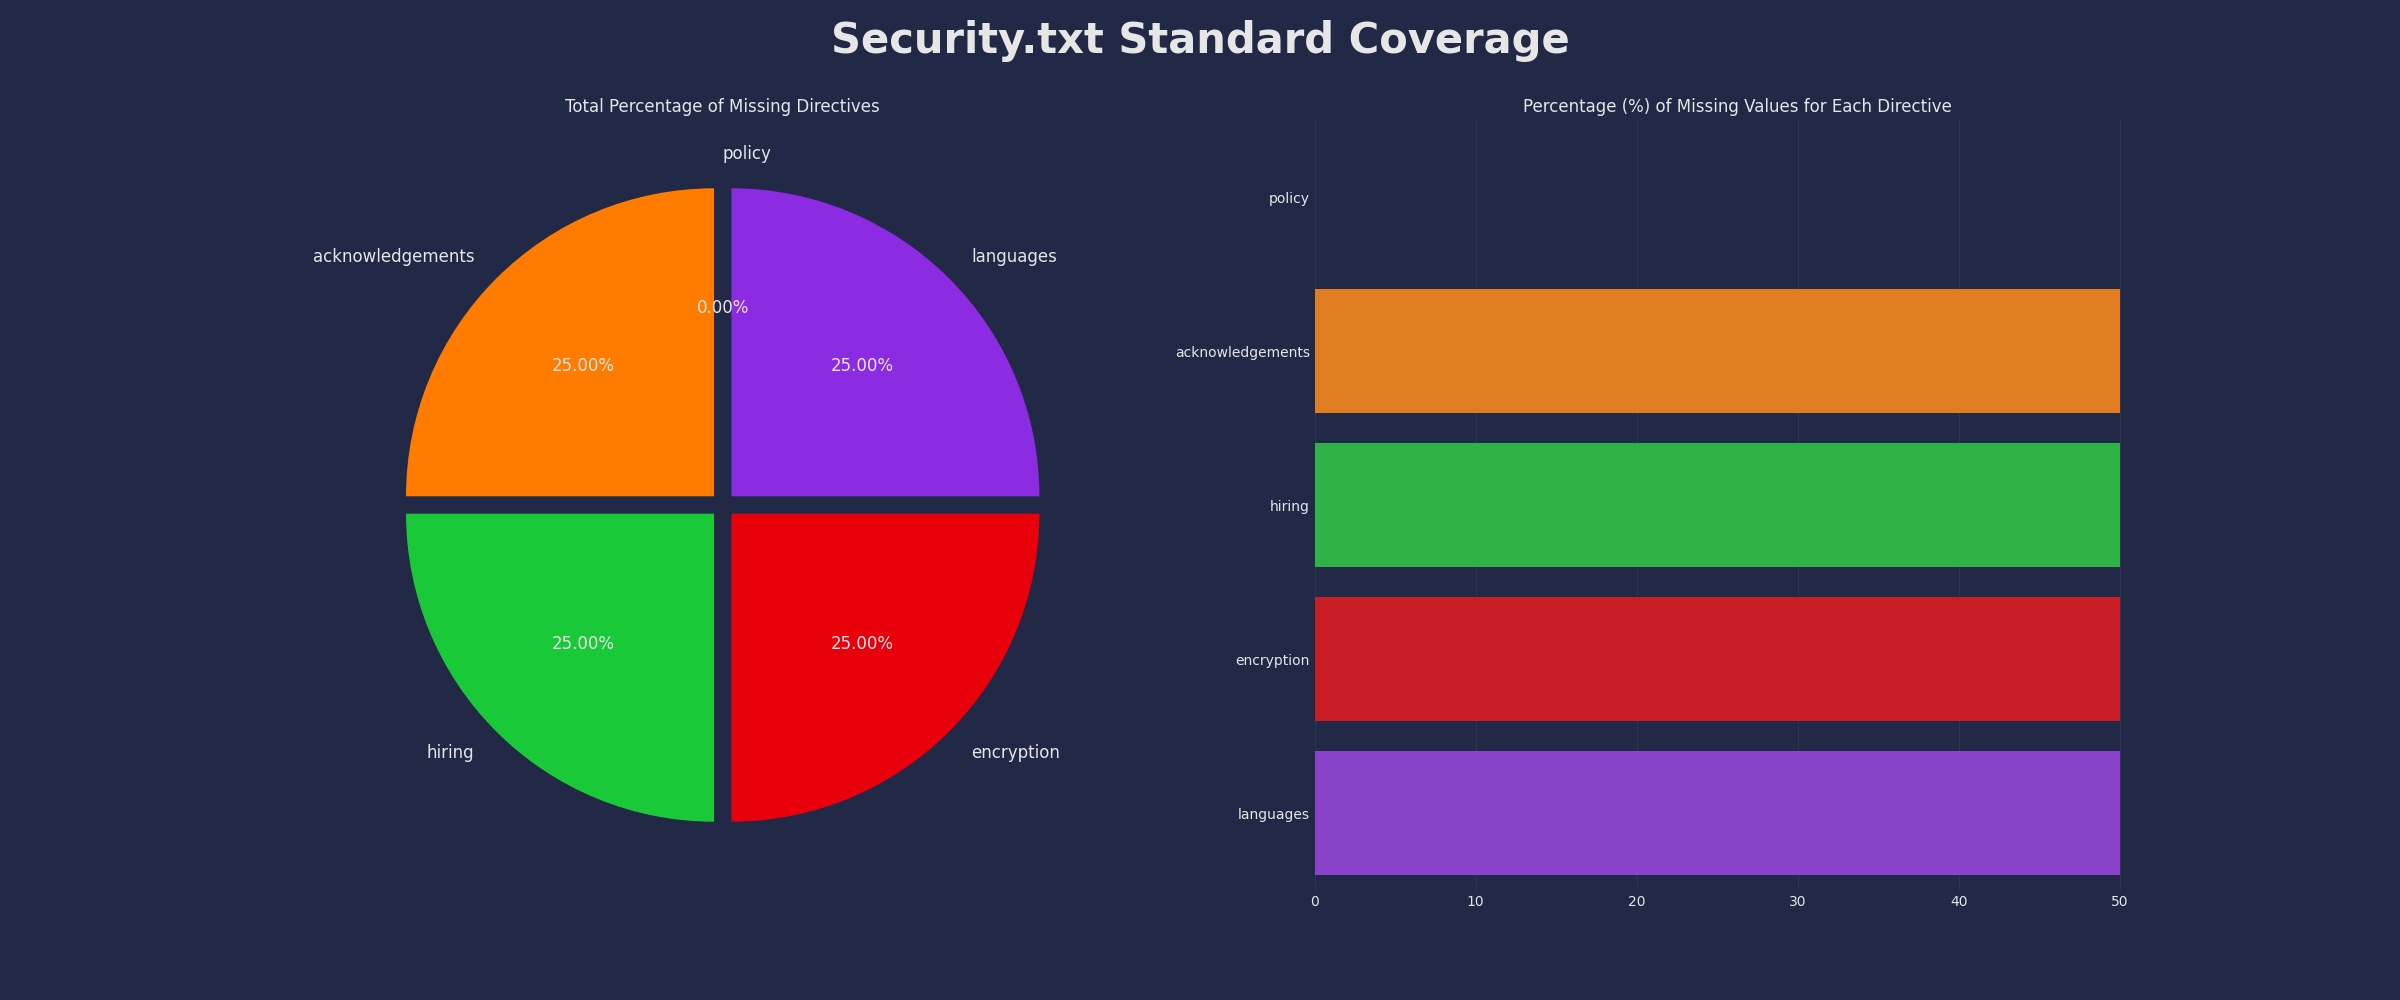 Security.txt Standard Coverage
Total Percentage of Missing Directives
policy
acknowledgements
languages
0.00%
25.00%
25.00%
25.00%
25.00%
hiring
encryption
Percentage (%) of Missing Values for Each Directive
policy
acknowledgements
hiring
encryption
languages
0 10 20 30 40 50